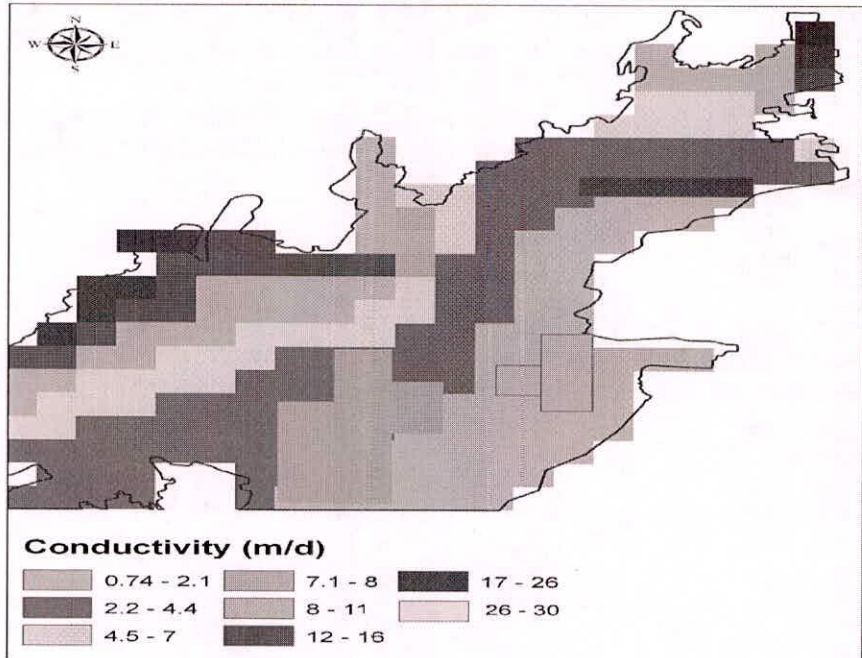 N
W E
S
Conductivity (m/d)
0.74 - 2.1
2.2 - 4.4
4.5 - 7
7.1 - 8
8 - 11
12 - 16
17 - 26
26 - 30